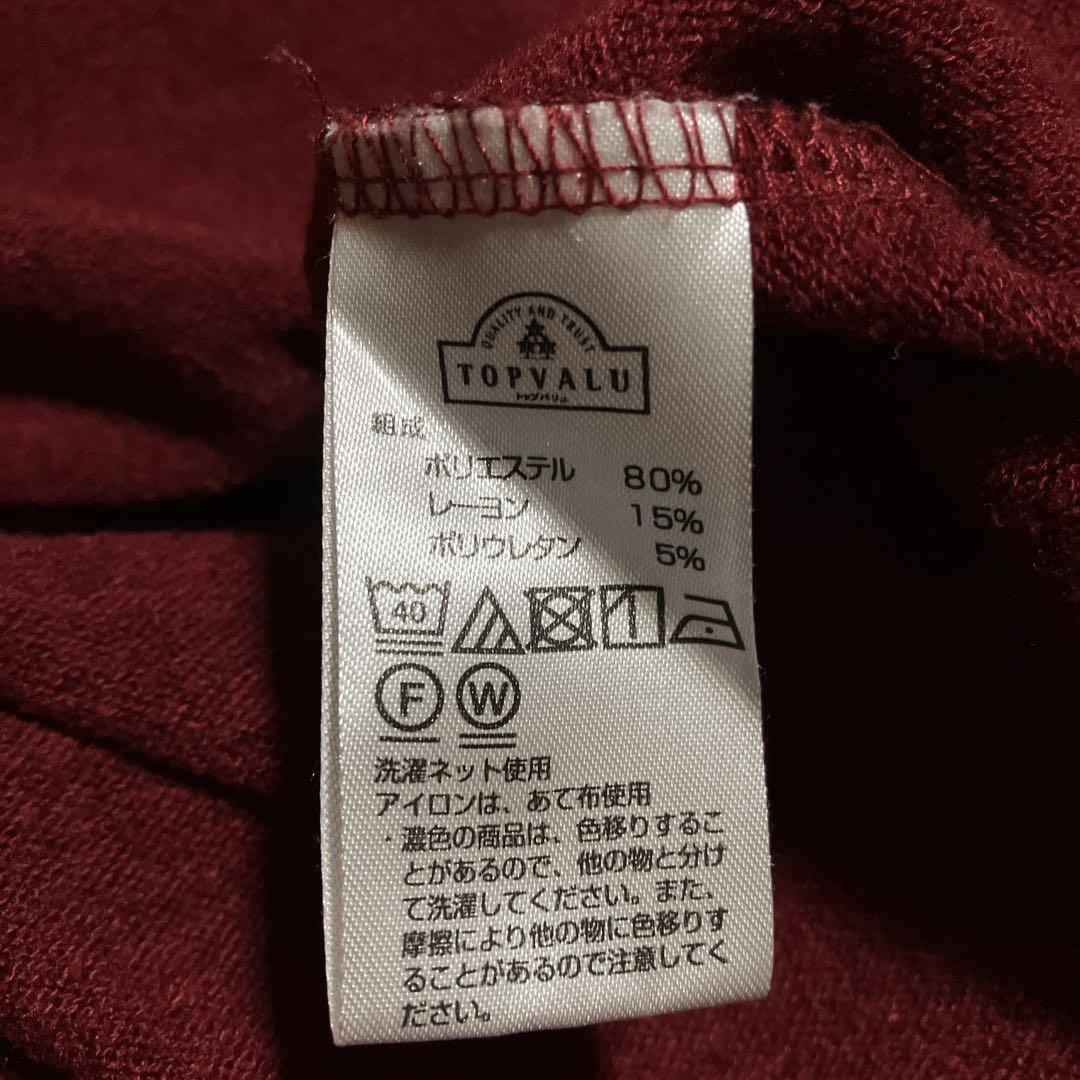 QUALITY AND TRUST
TOPVALU
トップバリュ
組成
ポリエステル 80%
レーヨン 15%
ポリウレタン 5%
40
F W
洗濯ネット使用
アイロンは、あて布使用
・濃色の商品は、色移りするこ
とがあるので、他の物と分け
て洗濯してください。また、
摩擦により他の物に色移りす
ることがあるので注意してく
ださい。